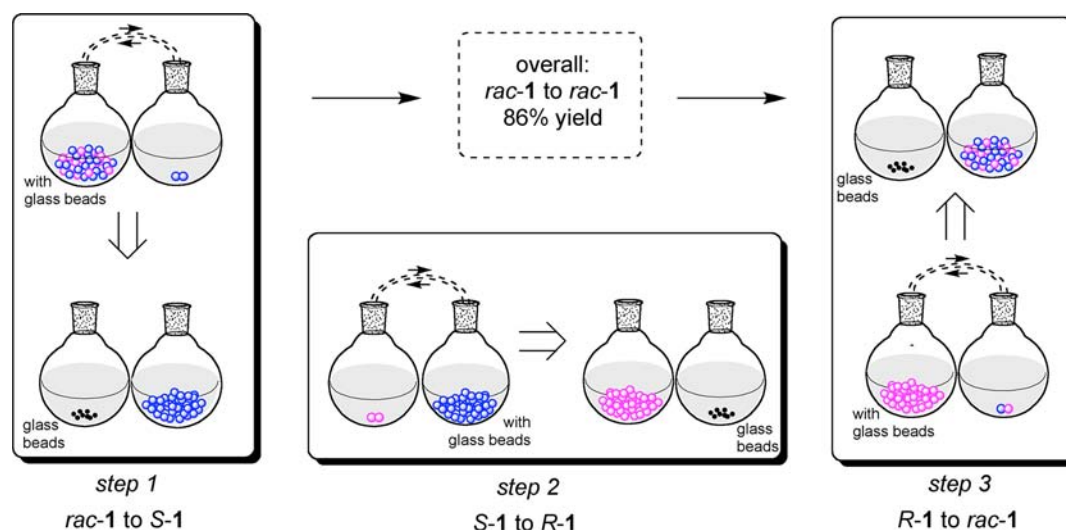 with
glass beads
glass
beads
step 1
rac-1 to S-1
overall:
rac-1 to rac-1
86% yield
with
glass beads
glass
beads
step 2
S-1 to R-1
glass
beads
with
glass beads
step 3
R-1 to rac-1